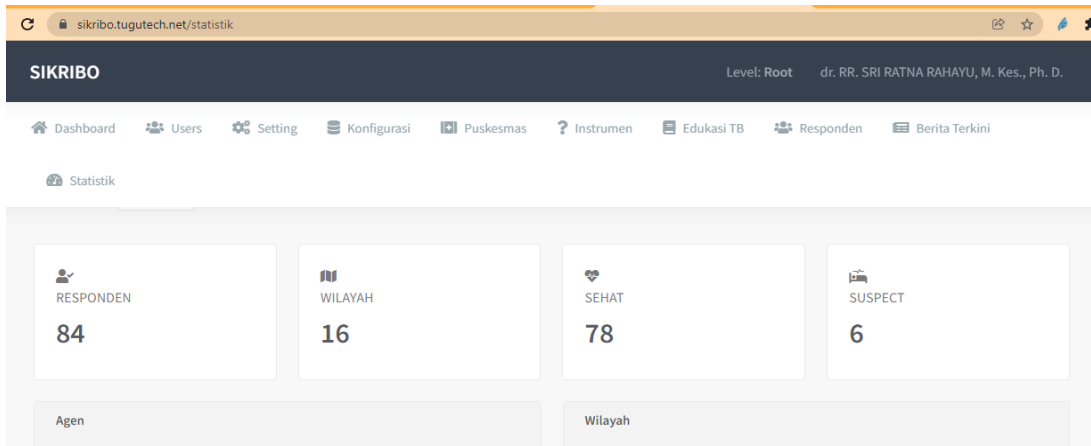 sikribo.tugutech.net/statistik
SIKRIBO
Level: Root dr. RR. SRI RATNA RAHAYU, M. Kes., Ph. D.
Dashboard Users Setting Konfigurasi Puskesmas Instrumen Edukasi TB Responden Berita Terkini
Statistik
RESPONDEN WILAYAH SEHAT SUSPECT
84 16 78 6
Agen Wilayah